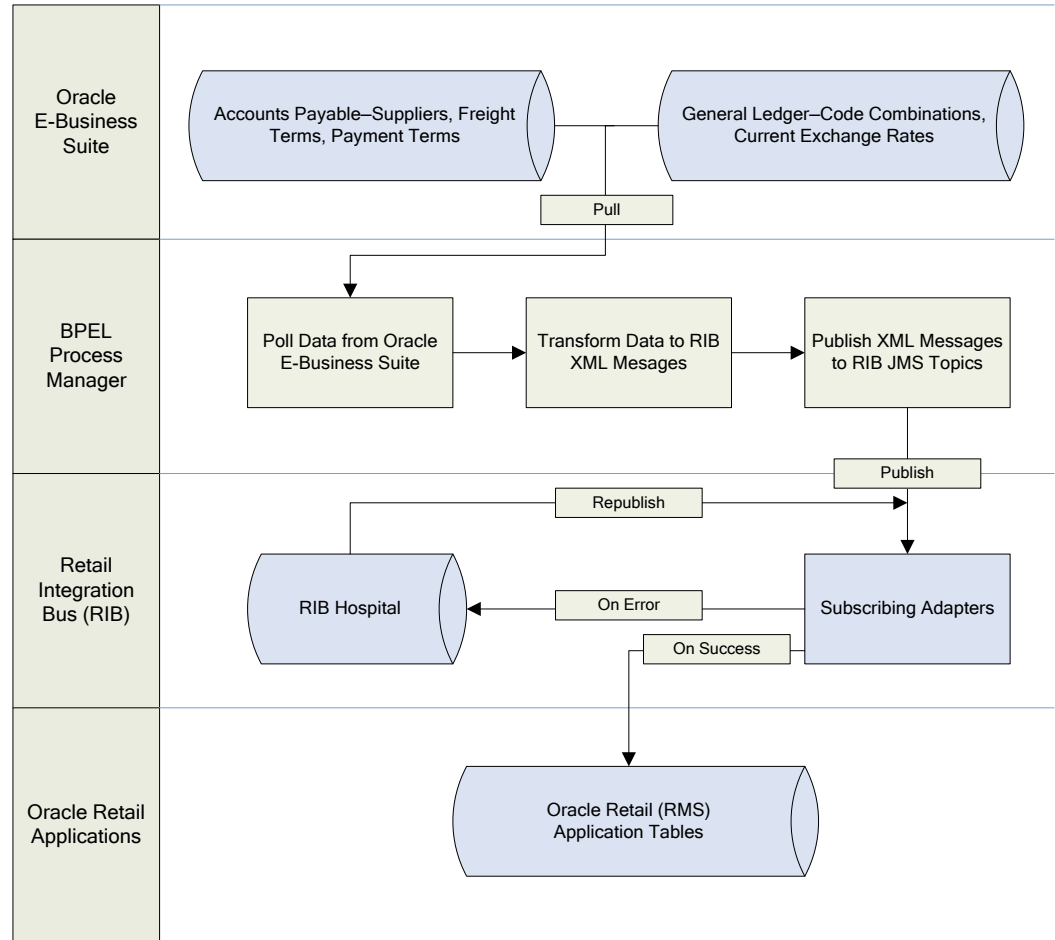 Oracle
E-Business
Suite
Accounts Payable–Suppliers, Freight
Terms, Payment Terms
General Ledger–Code Combinations,
Current Exchange Rates
Pull
BPEL
Process
Manager
Poll Data from Oracle
E-Business Suite
Transform Data to RIB
XML Mesages
Publish XML Messages
to RIB JMS Topics
Publish
Retail
Integration
Bus (RIB)
Republish
RIB Hospital
On Error
Subscribing Adapters
On Success
Oracle Retail
Applications
Oracle Retail (RMS)
Application Tables